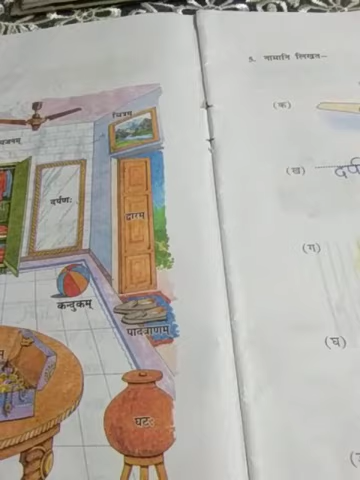 चित्रम्
दर्पणः
द्वारम्
कन्दुकम्
पादत्राणम्
घटः
5. नामानि लिखत–
(क)
(ख)
(ग)
(घ)